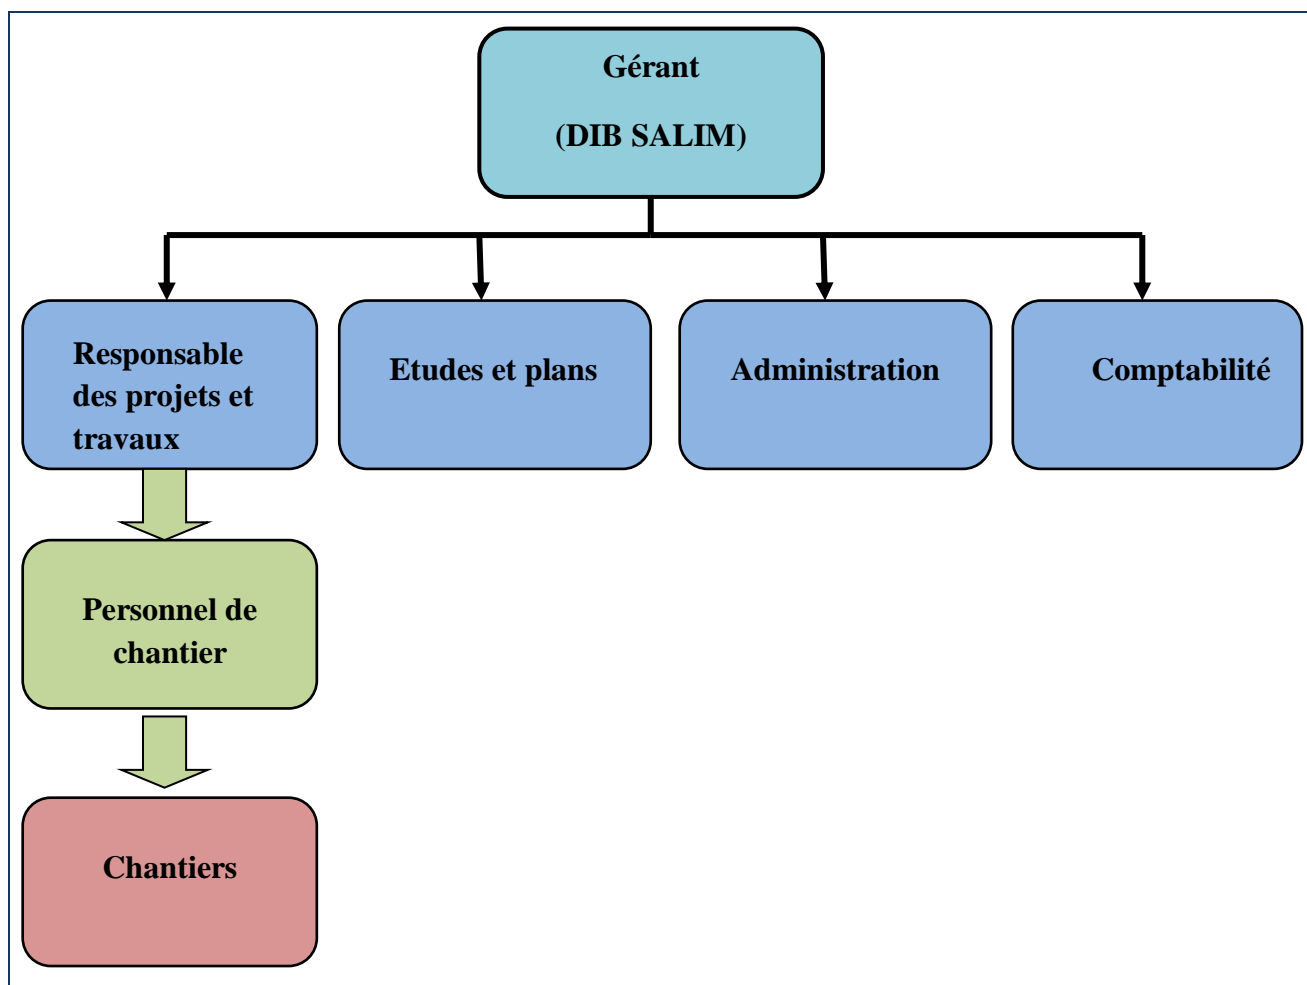 Gérant
(DIB SALIM)
Responsable
des projets et
travaux
Etudes et plans
Administration
Comptabilité
Personnel de
chantier
Chantiers